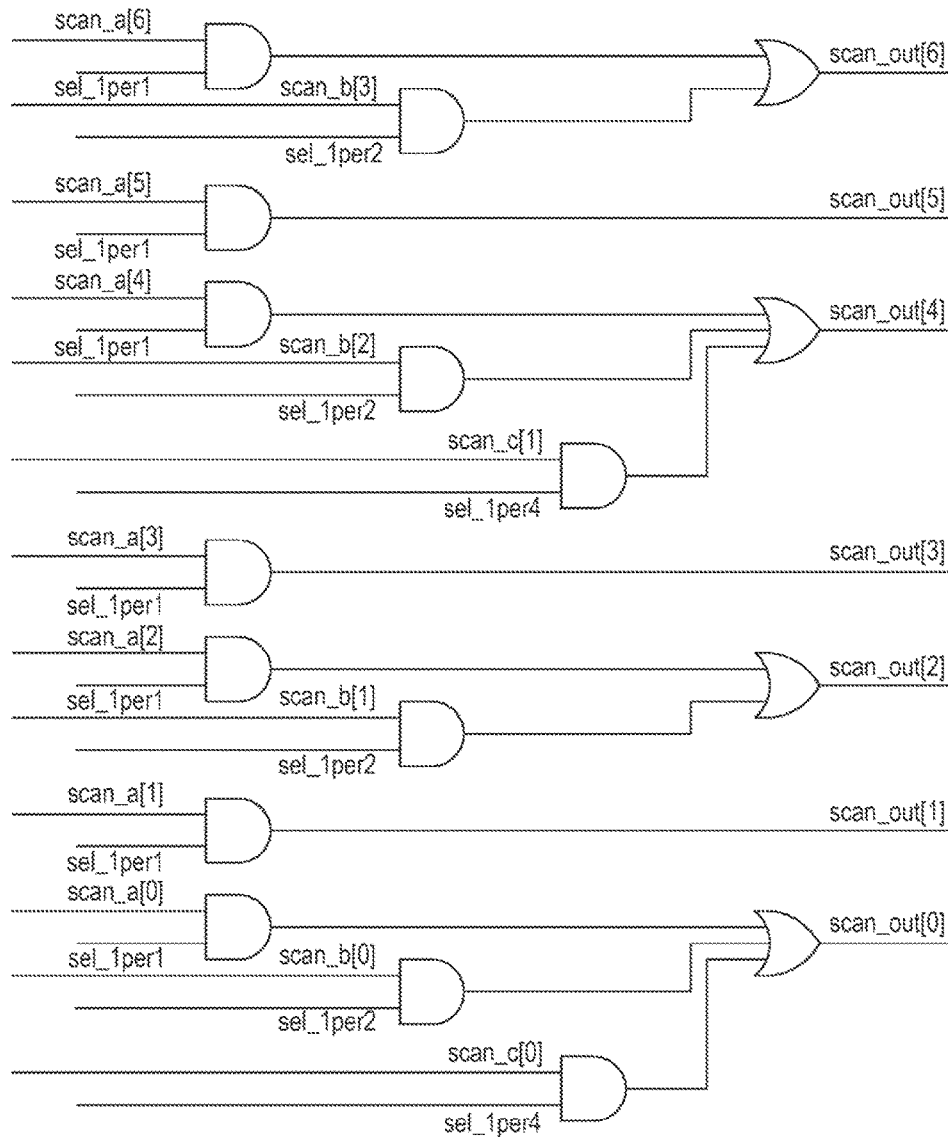 scan_a[6]
scan_out[6]
sel_1per1
scan_b[3]
sel_1per2
scan_a[5]
scan_out[5]
sel_1per1
scan_a[4]
scan_out[4]
sel_1per1
scan_b[2]
sel_1per2
scan_c[1]
sel_1per4
scan_a[3]
scan_out[3]
sel_1per1
scan_a[2]
scan_out[2]
sel_1per1
scan_b[1]
sel_1per2
scan_a[1]
scan_out[1]
sel_1per1
scan_a[0]
scan_out[0]
sel_1per1
scan_b[0]
sel_1per2
scan_c[0]
sel_1per4